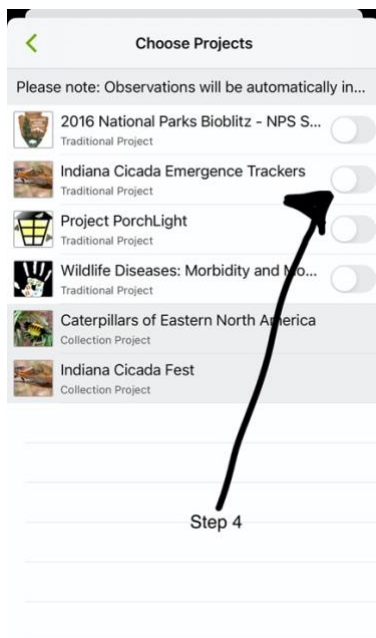 Choose Projects
Please note: Observations will be automatically in...
2016 National Parks Bioblitz - NPS S...
Traditional Project
Indiana Cicada Emergence Trackers
Traditional Project
Project PorchLight
Traditional Project
Wildlife Diseases: Morbidity and Mo...
Traditional Project
Caterpillars of Eastern North America
Collection Project
Indiana Cicada Fest
Collection Project
Step 4